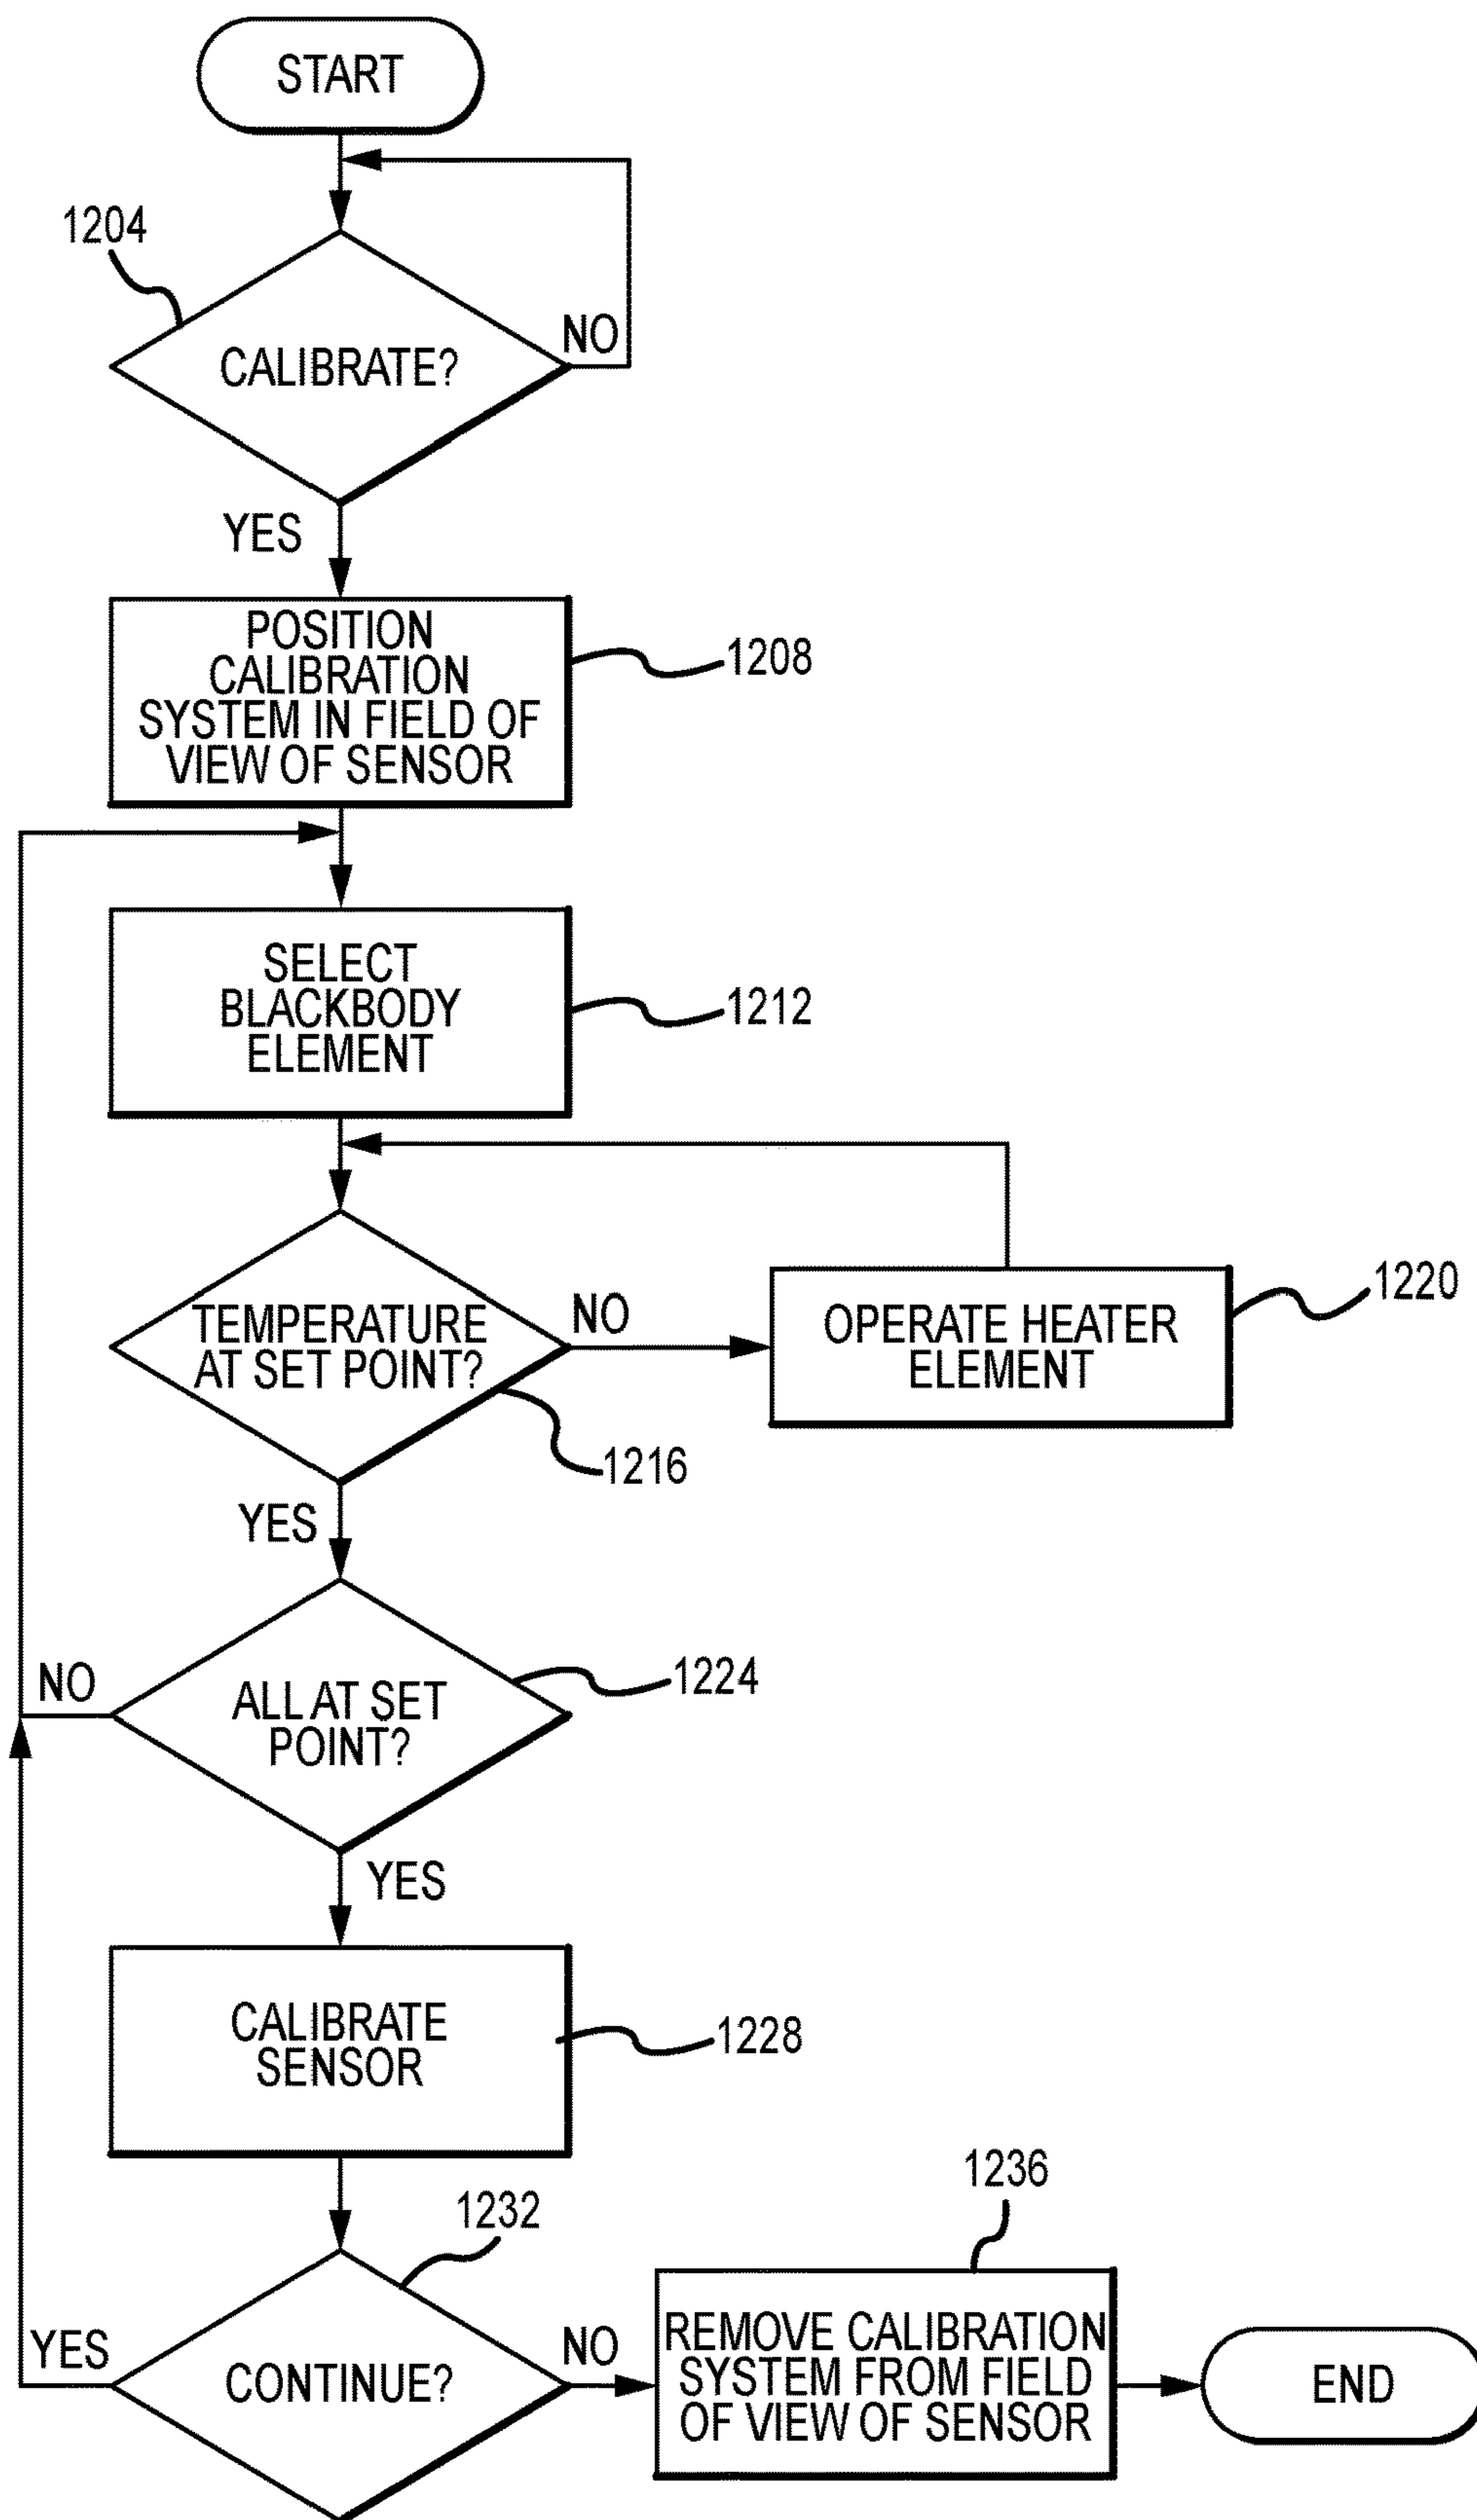 START
1204
CALIBRATE?
NO
YES
POSITION
CALIBRATION
SYSTEM IN FIELD OF
VIEW OF SENSOR
1208
SELECT
BLACKBODY
ELEMENT
1212
TEMPERATURE
AT SET POINT?
NO
1216
OPERATE HEATER
ELEMENT
1220
YES
ALL AT SET
POINT?
NO
1224
YES
CALIBRATE
SENSOR
1228
1232
CONTINUE?
YES
NO
1236
REMOVE CALIBRATION
SYSTEM FROM FIELD
OF VIEW OF SENSOR
END